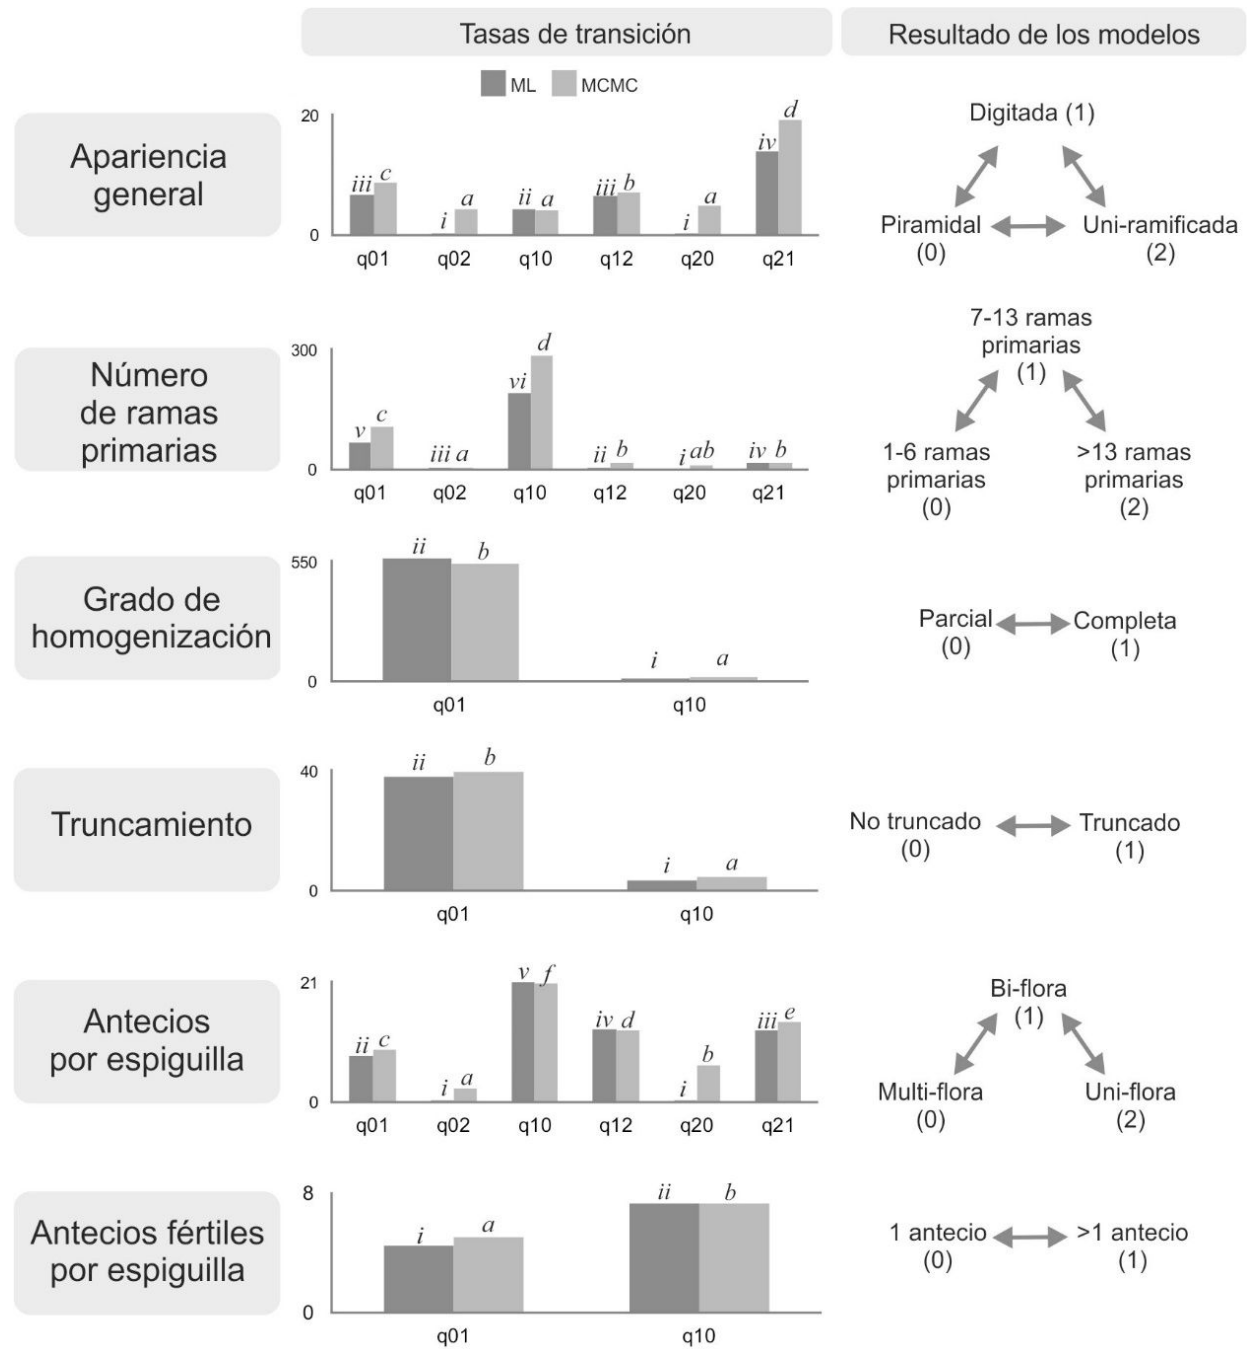 Tasas de transición
Resultado de los modelos
ML MCMC
Apariencia
general
20
0
iii c
i a
ii a
iii b
i a
iv d
q01 q02 q10 q12 q20 q21
Digitada (1)
Piramidal
(0)
Uni-ramificada
(2)
Número
de ramas
primarias
300
0
v c
iii a
vi d
ii b
i ab
iv b
q01 q02 q10 q12 q20 q21
7-13 ramas
primarias
(1)
1-6 ramas
primarias
(0)
>13 ramas
primarias
(2)
Grado de
homogenización
550
0
ii b
i a
q01 q10
Parcial
(0)
Completa
(1)
Truncamiento
40
0
ii b
i a
q01 q10
No truncado
(0)
Truncado
(1)
Antecios
por espiguilla
21
0
ii c
i a
v f
iv d
i b
iii e
q01 q02 q10 q12 q20 q21
Bi-flora
(1)
Multi-flora
(0)
Uni-flora
(2)
Antecios fértiles
por espiguilla
8
0
i a
ii b
q01 q10
1 antecio
(0)
>1 antecio
(1)